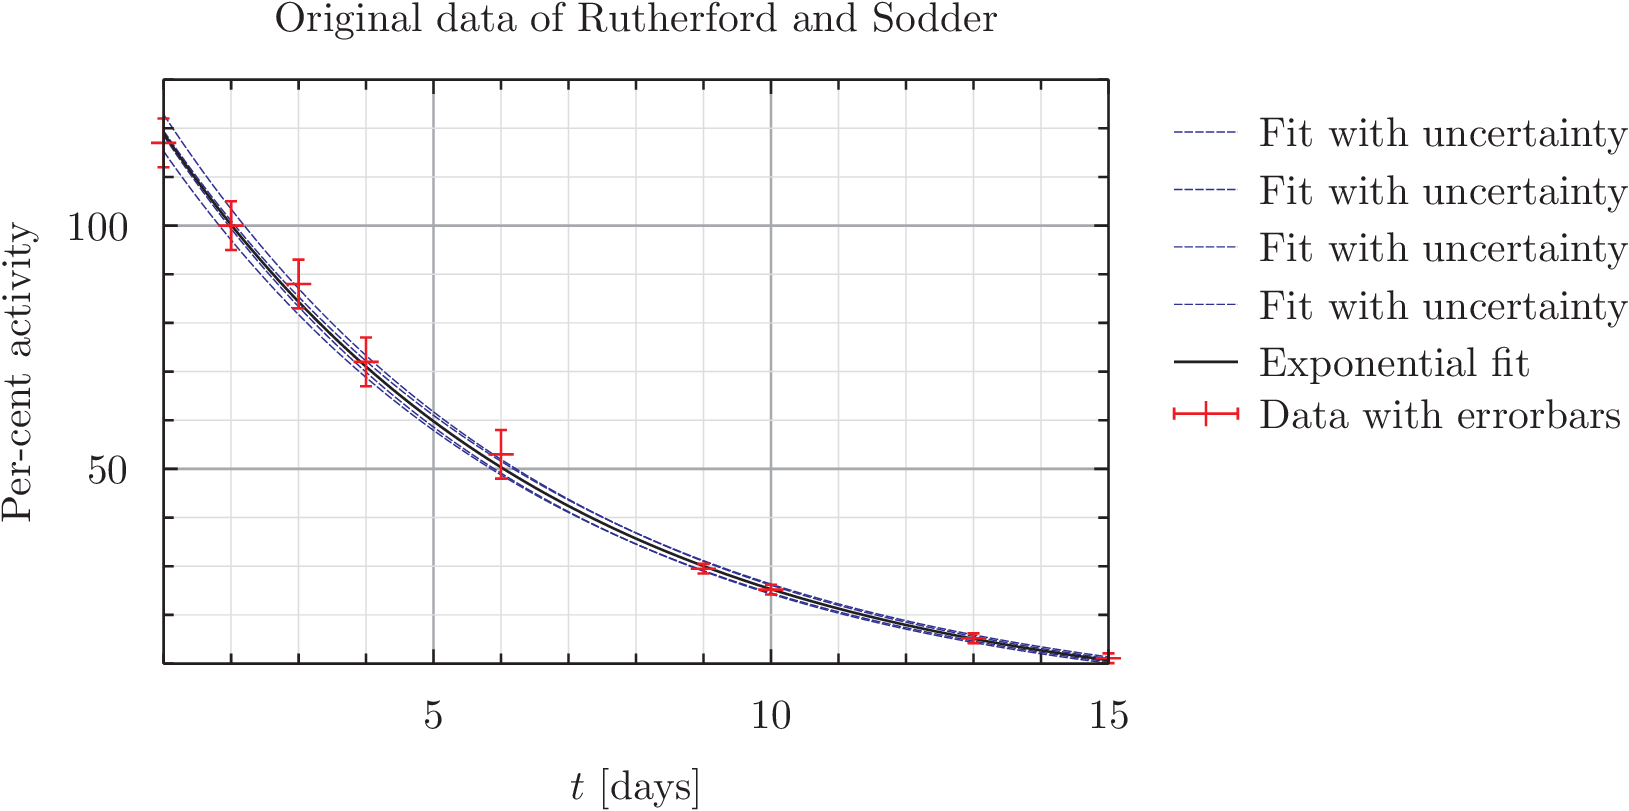 Original data of Rutherford and Sodder
Per-cent activity
100
50
5
10
15
t [days]
Fit with uncertainty
Fit with uncertainty
Fit with uncertainty
Fit with uncertainty
Exponential fit
Data with errorbars